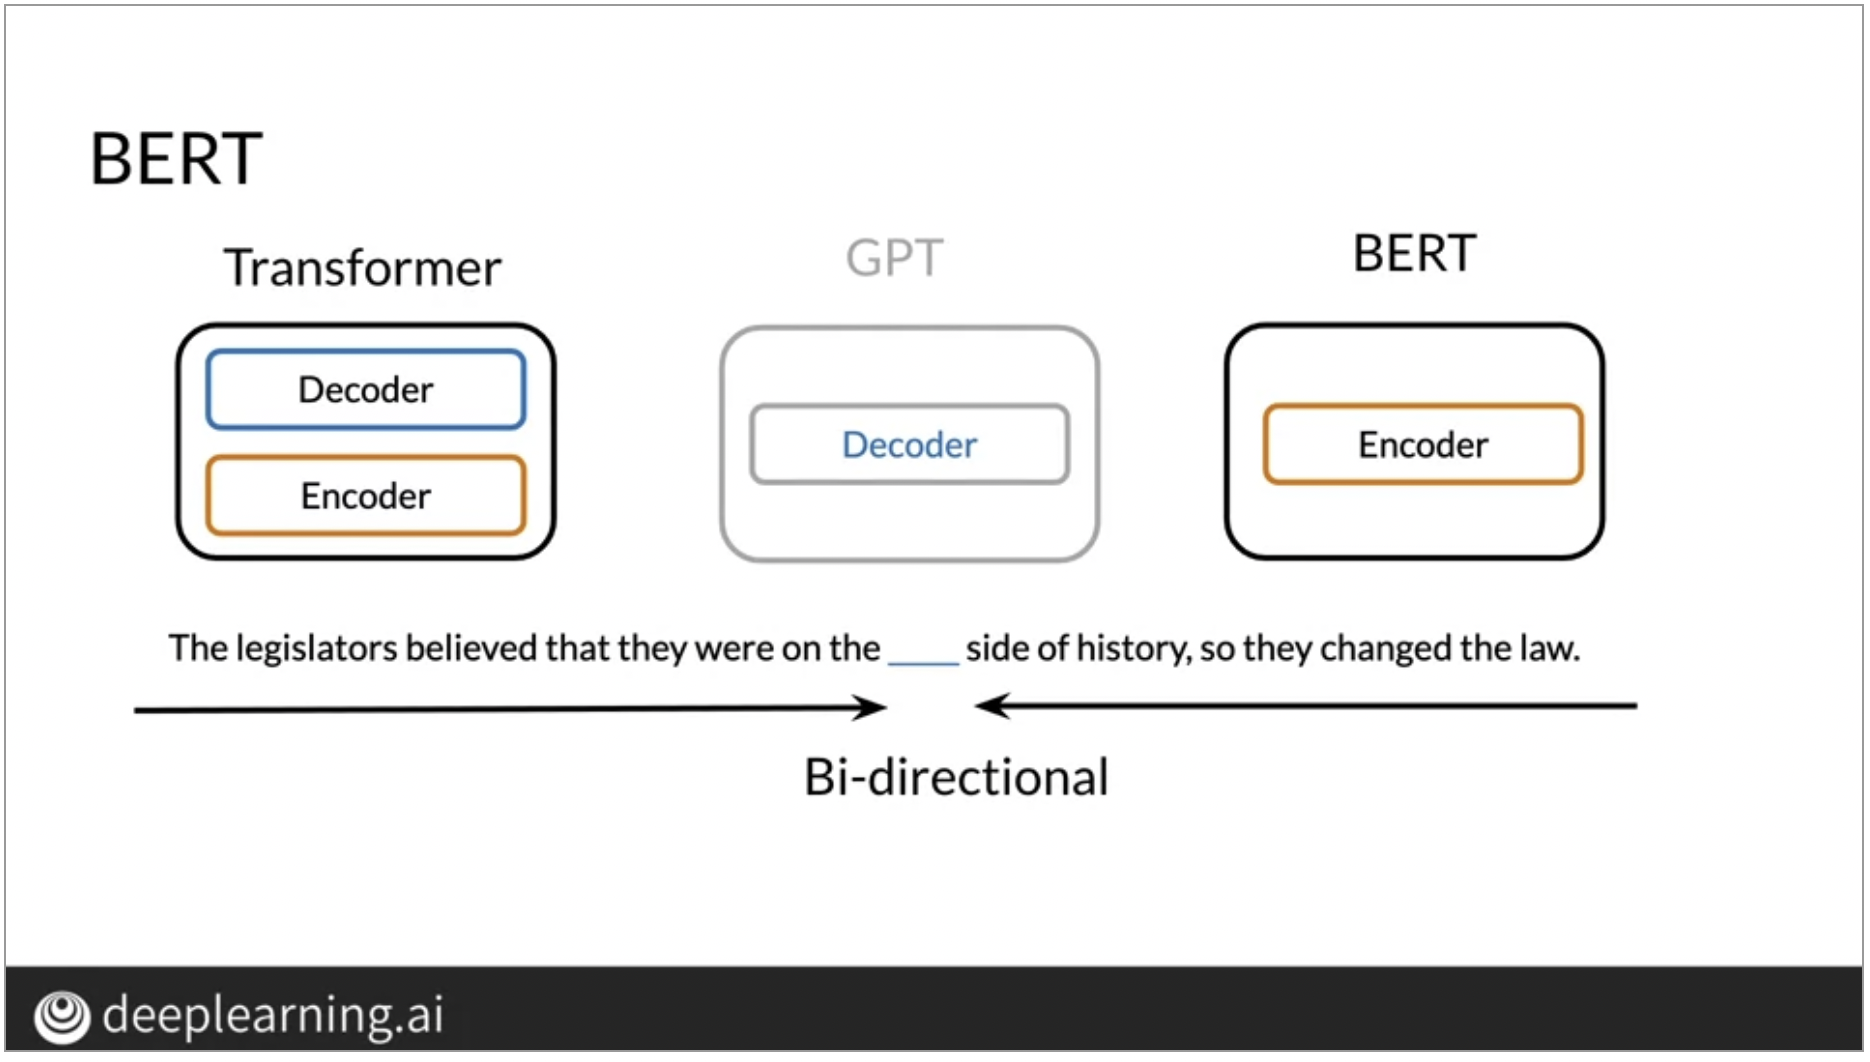 BERT
Transformer
GPT
BERT
Decoder
Encoder
Decoder
Encoder
The legislators believed that they were on the ____ side of history, so they changed the law.
Bi-directional
deeplearning.ai